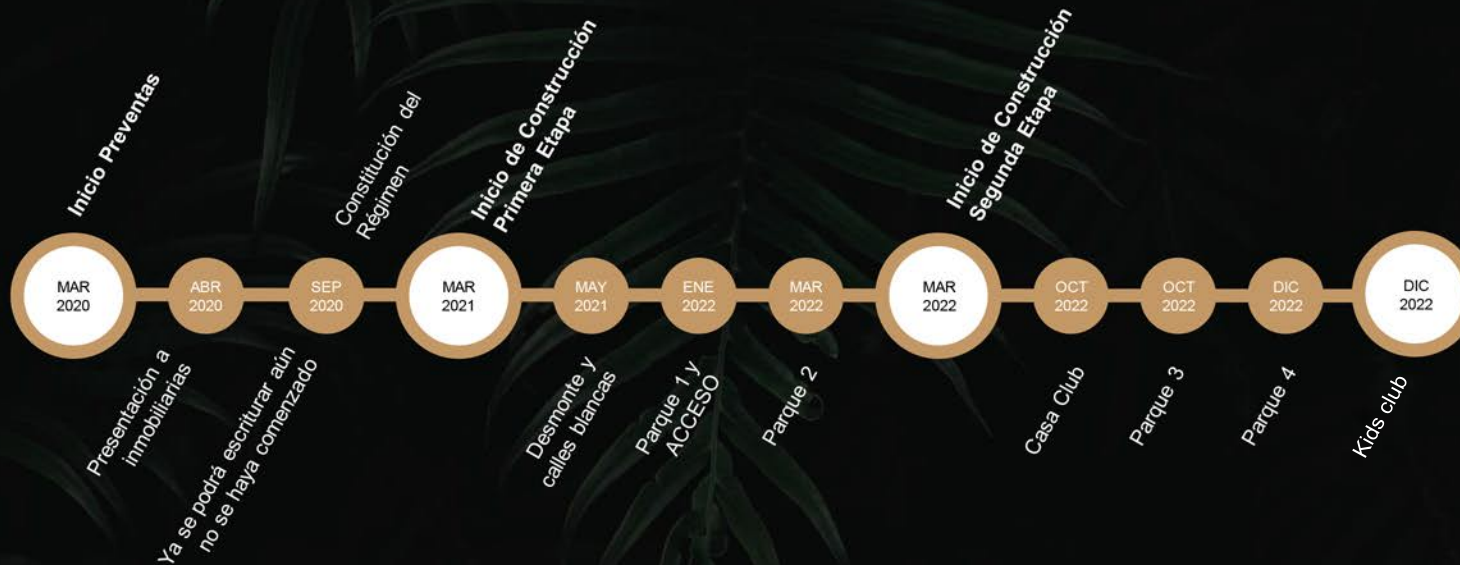 Inicio Preventas
MAR
2020
ABR
2020
Presentación a
inmobiliarias
Constitución del
Régimen
SEP
2020
Ya se podrá escriturar aún
no se haya comenzado
Inicio de Construcción
Primera Etapa
MAR
2021
MAY
2021
Desmonte y
calles blancas
ENE
2022
Parque 1 y
ACCESO
MAR
2022
Parque 2
Inicio de Construcción
Segunda Etapa
MAR
2022
OCT
2022
Casa Club
OCT
2022
Parque 3
DIC
2022
Parque 4
DIC
2022
Kids club